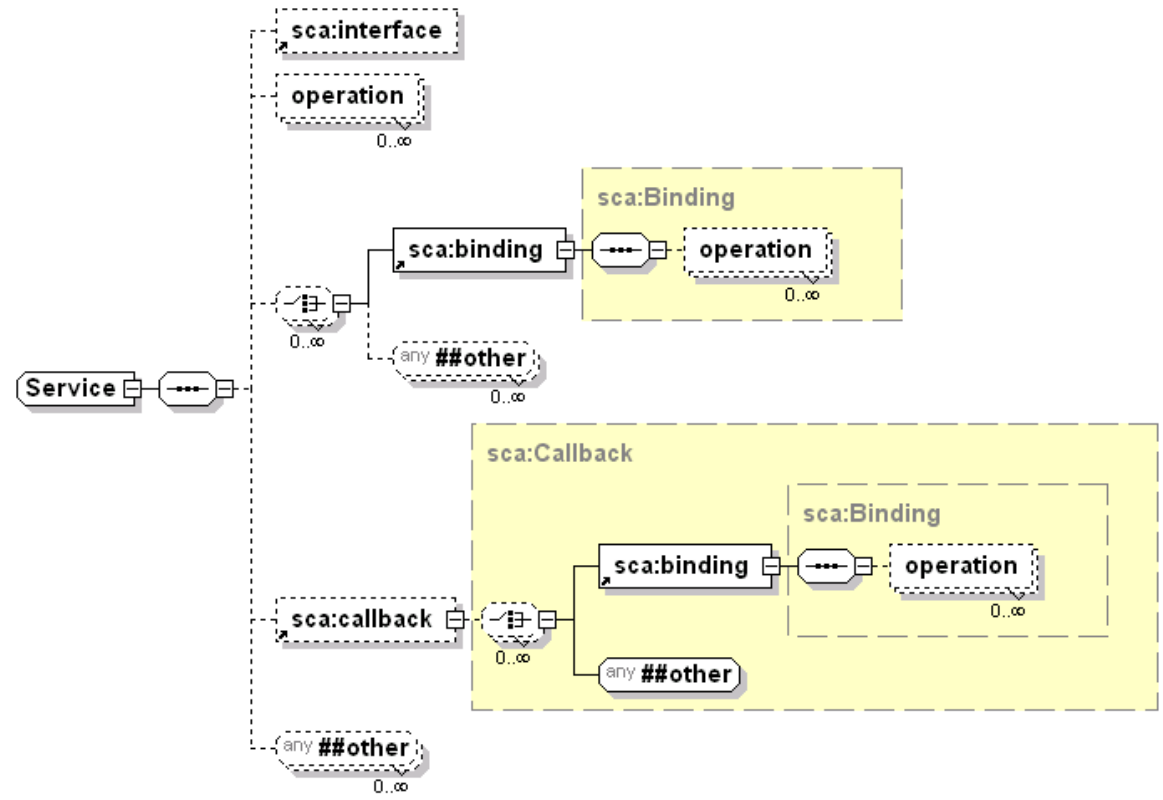 sca:interface
operation
0..∞
sca:Binding
sca:binding
operation
0..∞
0..∞
any ##other
0..∞
Service
sca:Callback
sca:Binding
sca:binding
operation
0..∞
sca:callback
0..∞
any ##other
any ##other
0..∞